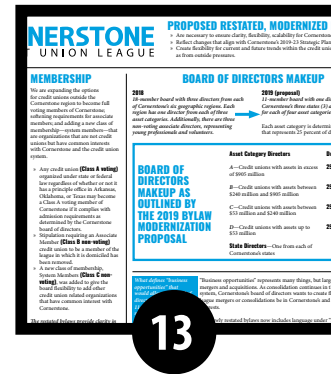 NERSTONE
UNION LEAGUE
PROPOSED RESTATED, MODERNIZED
» Are necessary to ensure clarity, flexibility, scalability for Cornerstone
» Reflect changes that align with Cornerstone's 2019-23 Strategic Plan
» Create flexibility for current and future trends within the credit union
as from outside pressures.
MEMBERSHIP
We are expanding the options
for credit unions outside the
Cornerstone region to become full
voting members of Cornerstone;
softening requirements for associate
members; and adding a new class of
membership—system members—that
are organizations that are not credit
unions but have common interests
with Cornerstone and the credit union
system.
» Any credit union (Class A voting)
organized under state or federal
law regardless of whether or not it
has a principle office in Arkansas,
Oklahoma, or Texas may become
a Class A voting member of
Cornerstone if it complies with
admission requirements as
determined by the Cornerstone
board of directors.
» Stipulation requiring an Associate
Member (Class B non-voting)
credit union to be a member of the
league in which it is domiciled has
been removed.
» A new class of membership,
System Members (Class C non-
voting), was added to give the
board flexibility to add other
credit union related organizations
that have common interest with
Cornerstone.
The restated bylaws provide clarity in
BOARD OF DIRECTORS MAKEUP
2018
18-member board with three directors from each
of Cornerstone's six geographic regions. Each
region has one director from each of three
asset categories. Additionally, there are three
non-voting associate directors, representing
young professionals and volunteers.
2019 (proposal)
11-member board with one di
Cornerstone's three states (3) a
for each of four asset categories
Each asset category is determin
that represents 25 percent of di
BOARD OF
DIRECTORS
MAKEUP AS
OUTLINED BY
THE 2019 BYLAW
MODERNIZATION
PROPOSAL
Asset Category Directors
A—Credit unions with assets in excess
of $905 million
B—Credit unions with assets between
$240 million and $905 million
C—Credit unions with assets between
$53 million and $240 million
D—Credit unions with assets up to
$53 million
State Directors—One from each of
Cornerstone's states
What defines "business
opportunities" that
"Business opportunities" represents many things, but larg
mergers and acquisitions. As consolidation continues in t
system, Cornerstone's board of directors wants to create th
league mergers or consolidations be in Cornerstone's and
restated bylaws now includes language under "
13